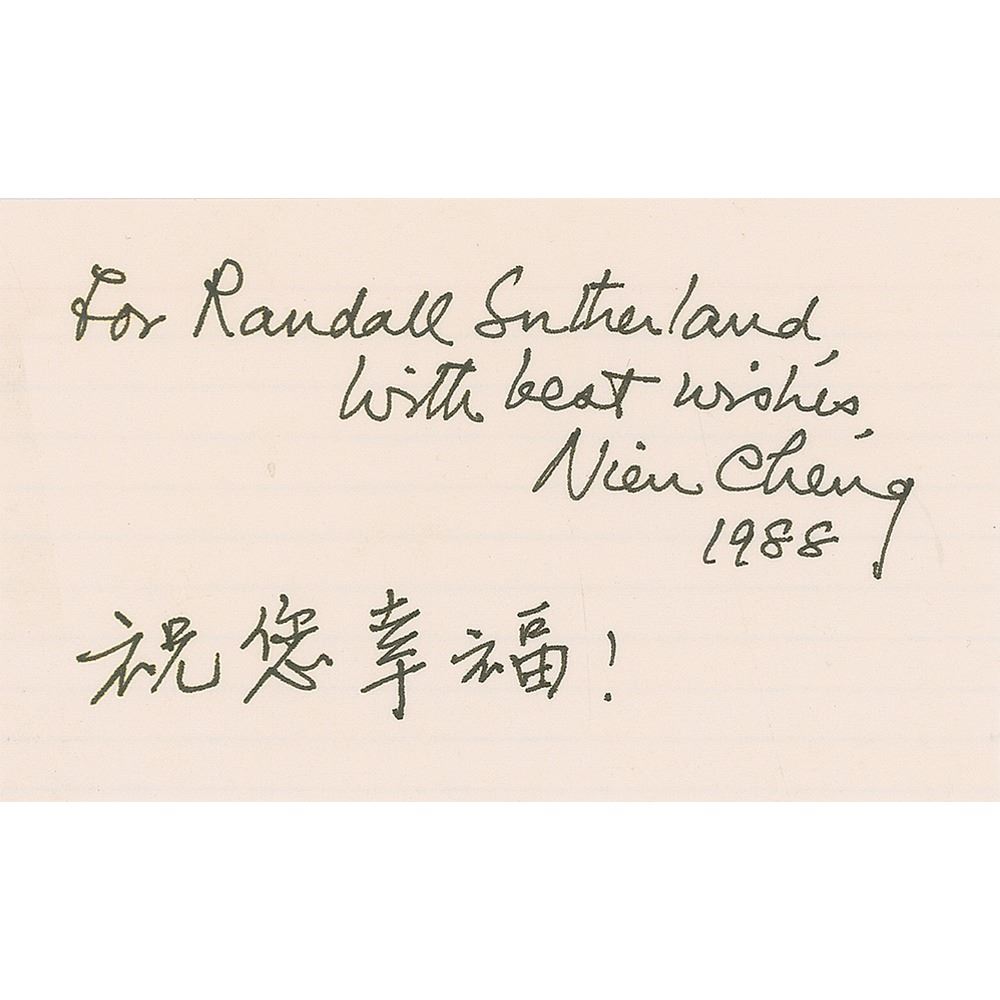 For Randall Sutherland,
With best wishes,
Nien Cheng
1988
祝您幸福!